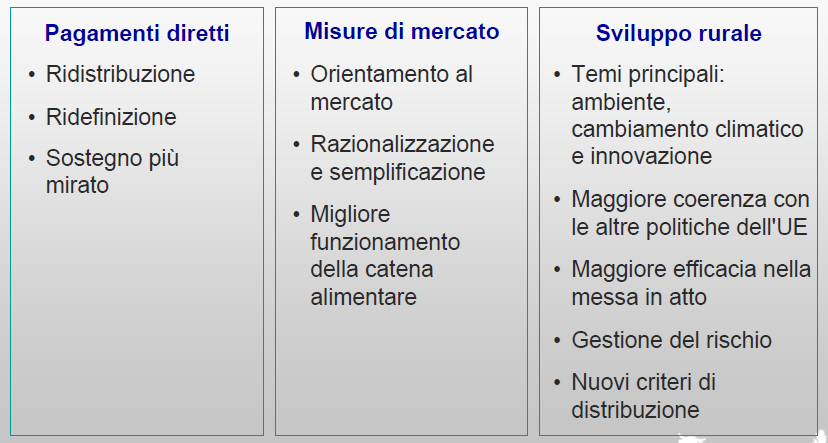 Pagamenti diretti
• Ridistribuzione
• Ridefinizione
• Sostegno più
mirato
Misure di mercato
• Orientamento al
mercato
• Razionalizzazione
e semplificazione
• Migliore
funzionamento
della catena
alimentare
Sviluppo rurale
• Temi principali:
ambiente,
cambiamento climatico
e innovazione
• Maggiore coerenza con
le altre politiche dell'UE
• Maggiore efficacia nella
messa in atto
• Gestione del rischio
• Nuovi criteri di
distribuzione